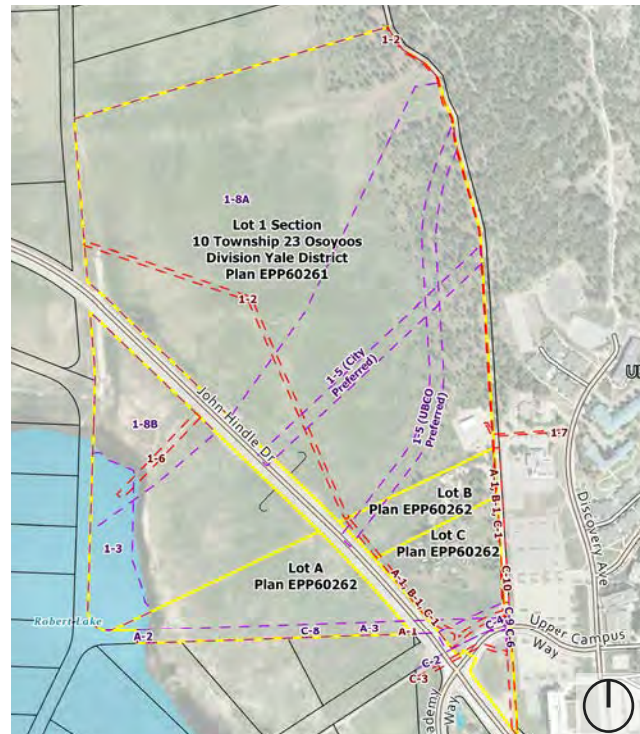 1-2
1-8A
Lot 1 Section
10 Township 23 Osoyoos
Division Yale District
Plan EPP60261
1-2
1-5 (City
Preferred)
John Hindle Dr
1-5 (UBCO
Preferred)
1-8B
1-6
1-7
Lot B
Plan EPP60262
A-1, B-1, C-1
Discovery Ave
1-3
Lot C
Plan EPP60262
Lot A
Plan EPP60262
A-1, B-1, C-1
C-10
C-9
C-6
Robert Lake
A-2
C-8
A-3
A-1
C-4
Upper Campus
Way
C-2
C-3
ademy
Way
U